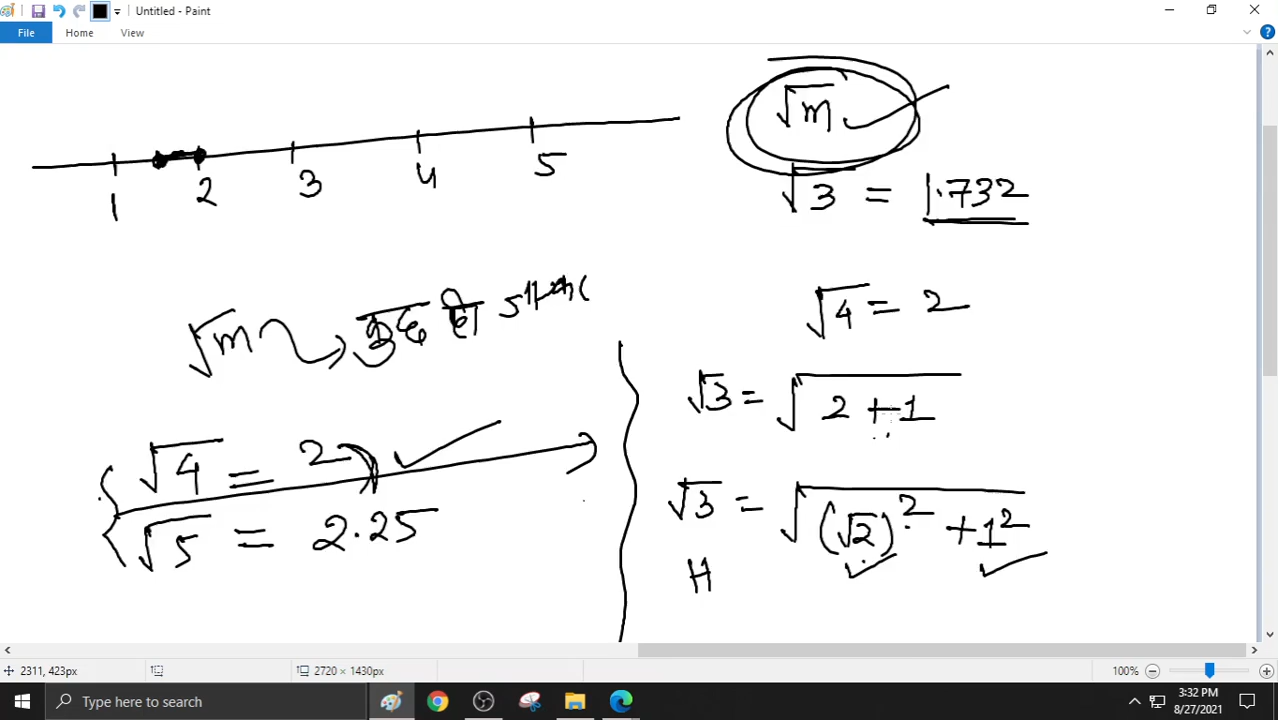 Untitled - Paint
File Home View
√m
1 2 3 4 5
√3 = 1.732
√m
√4 = 2
√3 = √2 + 1
√4 = 2
√5 = 2.25
√3 = √(√2)² + 1²
H
2311, 423px
2720 × 1430px
100%
Type here to search
3:32 PM
8/27/2021